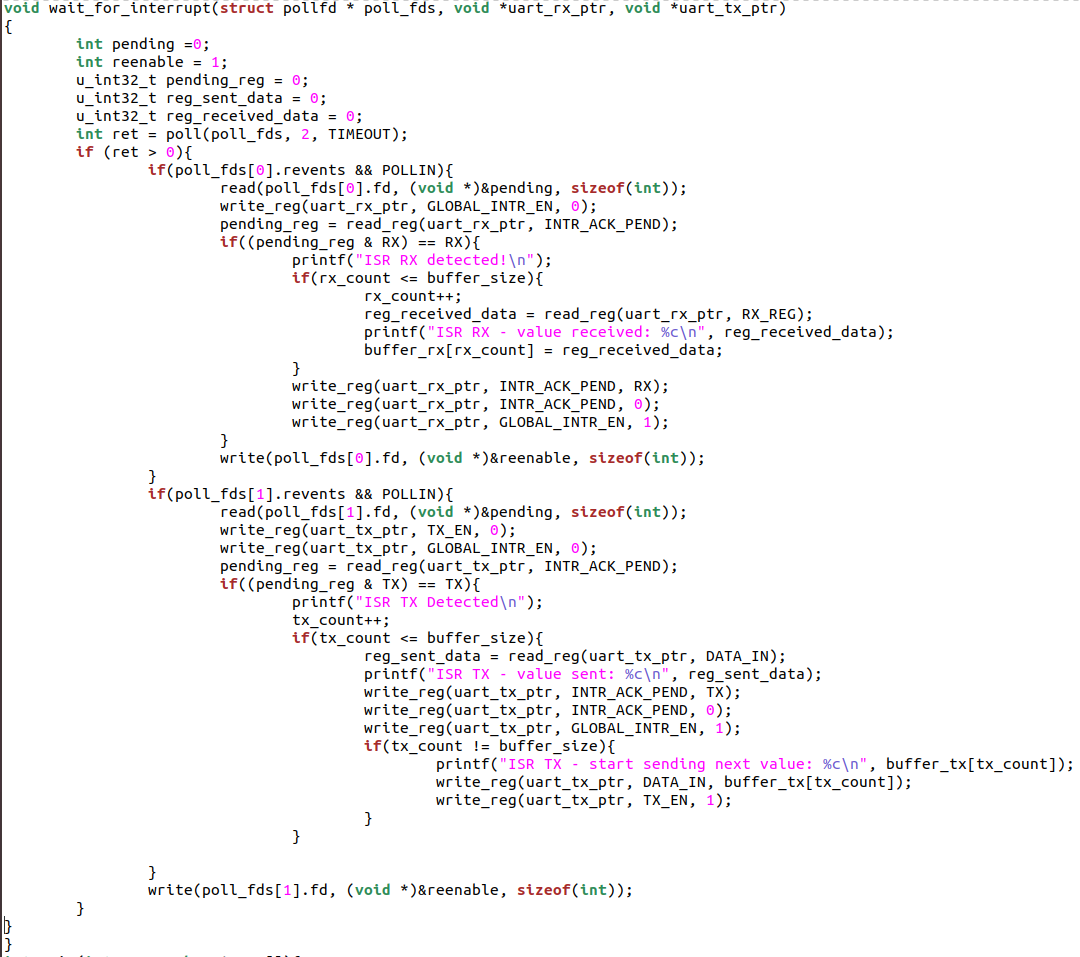 void wait_for_interrupt(struct pollfd * poll_fds, void *uart_rx_ptr, void *uart_tx_ptr)
{
        int pending =0;
        int reenable = 1;
        u_int32_t pending_reg = 0;
        u_int32_t reg_sent_data = 0;
        u_int32_t reg_received_data = 0;
        int ret = poll(poll_fds, 2, TIMEOUT);
        if (ret > 0){
                if(poll_fds[0].revents && POLLIN){
                        read(poll_fds[0].fd, (void *)&pending, sizeof(int));
                        write_reg(uart_rx_ptr, GLOBAL_INTR_EN, 0);
                        pending_reg = read_reg(uart_rx_ptr, INTR_ACK_PEND);
                        if((pending_reg & RX) == RX){
                                printf("ISR RX detected!\n");
                                if(rx_count <= buffer_size){
                                        rx_count++;
                                        reg_received_data = read_reg(uart_rx_ptr, RX_REG);
                                        printf("ISR RX - value received: %c\n", reg_received_data);
                                        buffer_rx[rx_count] = reg_received_data;
                                }
                                write_reg(uart_rx_ptr, INTR_ACK_PEND, RX);
                                write_reg(uart_rx_ptr, INTR_ACK_PEND, 0);
                                write_reg(uart_rx_ptr, GLOBAL_INTR_EN, 1);
                        }
                        write(poll_fds[0].fd, (void *)&reenable, sizeof(int));
                }
                if(poll_fds[1].revents && POLLIN){
                        read(poll_fds[1].fd, (void *)&pending, sizeof(int));
                        write_reg(uart_tx_ptr, TX_EN, 0);
                        write_reg(uart_tx_ptr, GLOBAL_INTR_EN, 0);
                        pending_reg = read_reg(uart_tx_ptr, INTR_ACK_PEND);
                        if((pending_reg & TX) == TX){
                                printf("ISR TX Detected\n");
                                tx_count++;
                                if(tx_count <= buffer_size){
                                        reg_sent_data = read_reg(uart_tx_ptr, DATA_IN);
                                        printf("ISR TX - value sent: %c\n", reg_sent_data);
                                        write_reg(uart_tx_ptr, INTR_ACK_PEND, TX);
                                        write_reg(uart_tx_ptr, INTR_ACK_PEND, 0);
                                        write_reg(uart_tx_ptr, GLOBAL_INTR_EN, 1);
                                        if(tx_count != buffer_size){
                                                printf("ISR TX - start sending next value: %c\n", buffer_tx[tx_count]);
                                                write_reg(uart_tx_ptr, DATA_IN, buffer_tx[tx_count]);
                                                write_reg(uart_tx_ptr, TX_EN, 1);
                                        }
                                }

                }
                write(poll_fds[1].fd, (void *)&reenable, sizeof(int));
        }
}
}